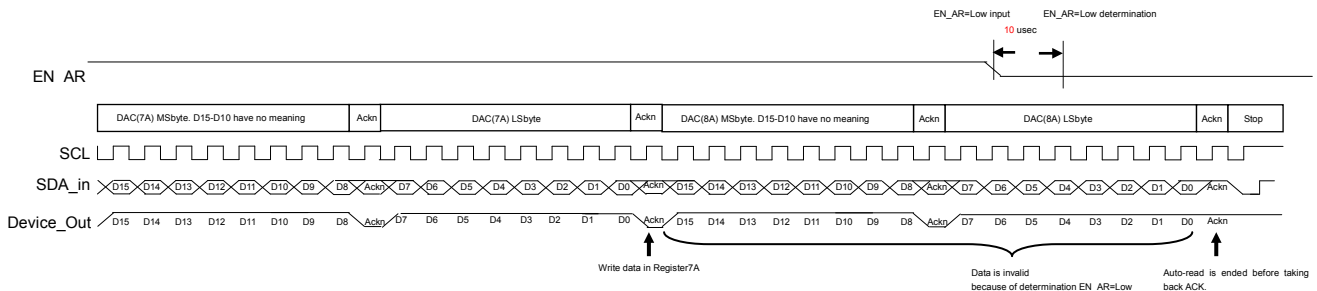 EN_AR=Low input EN_AR=Low determination
10 usec
EN AR
DAC(7A) MSbyte. D15-D10 have no meaning Ackn DAC(7A) LSbyte Ackn DAC(8A) MSbyte. D15-D10 have no meaning Ackn DAC(8A) LSbyte Ackn Stop
SCL
SDA_in D15 D14 D13 D12 D11 D10 D9 D8 Ackn D7 D6 D5 D4 D3 D2 D1 D0 Ackn D15 D14 D13 D12 D11 D10 D9 D8 Ackn D7 D6 D5 D4 D3 D2 D1 D0 Ackn
Device_Out D15 D14 D13 D12 D11 D10 D9 D8 Ackn D7 D6 D5 D4 D3 D2 D1 D0 Ackn D15 D14 D13 D12 D11 D10 D9 D8 Ackn D7 D6 D5 D4 D3 D2 D1 D0 Ackn
Write data in Register7A
Data is invalid
because of determination EN AR=Low
Auto-read is ended before taking
back ACK.